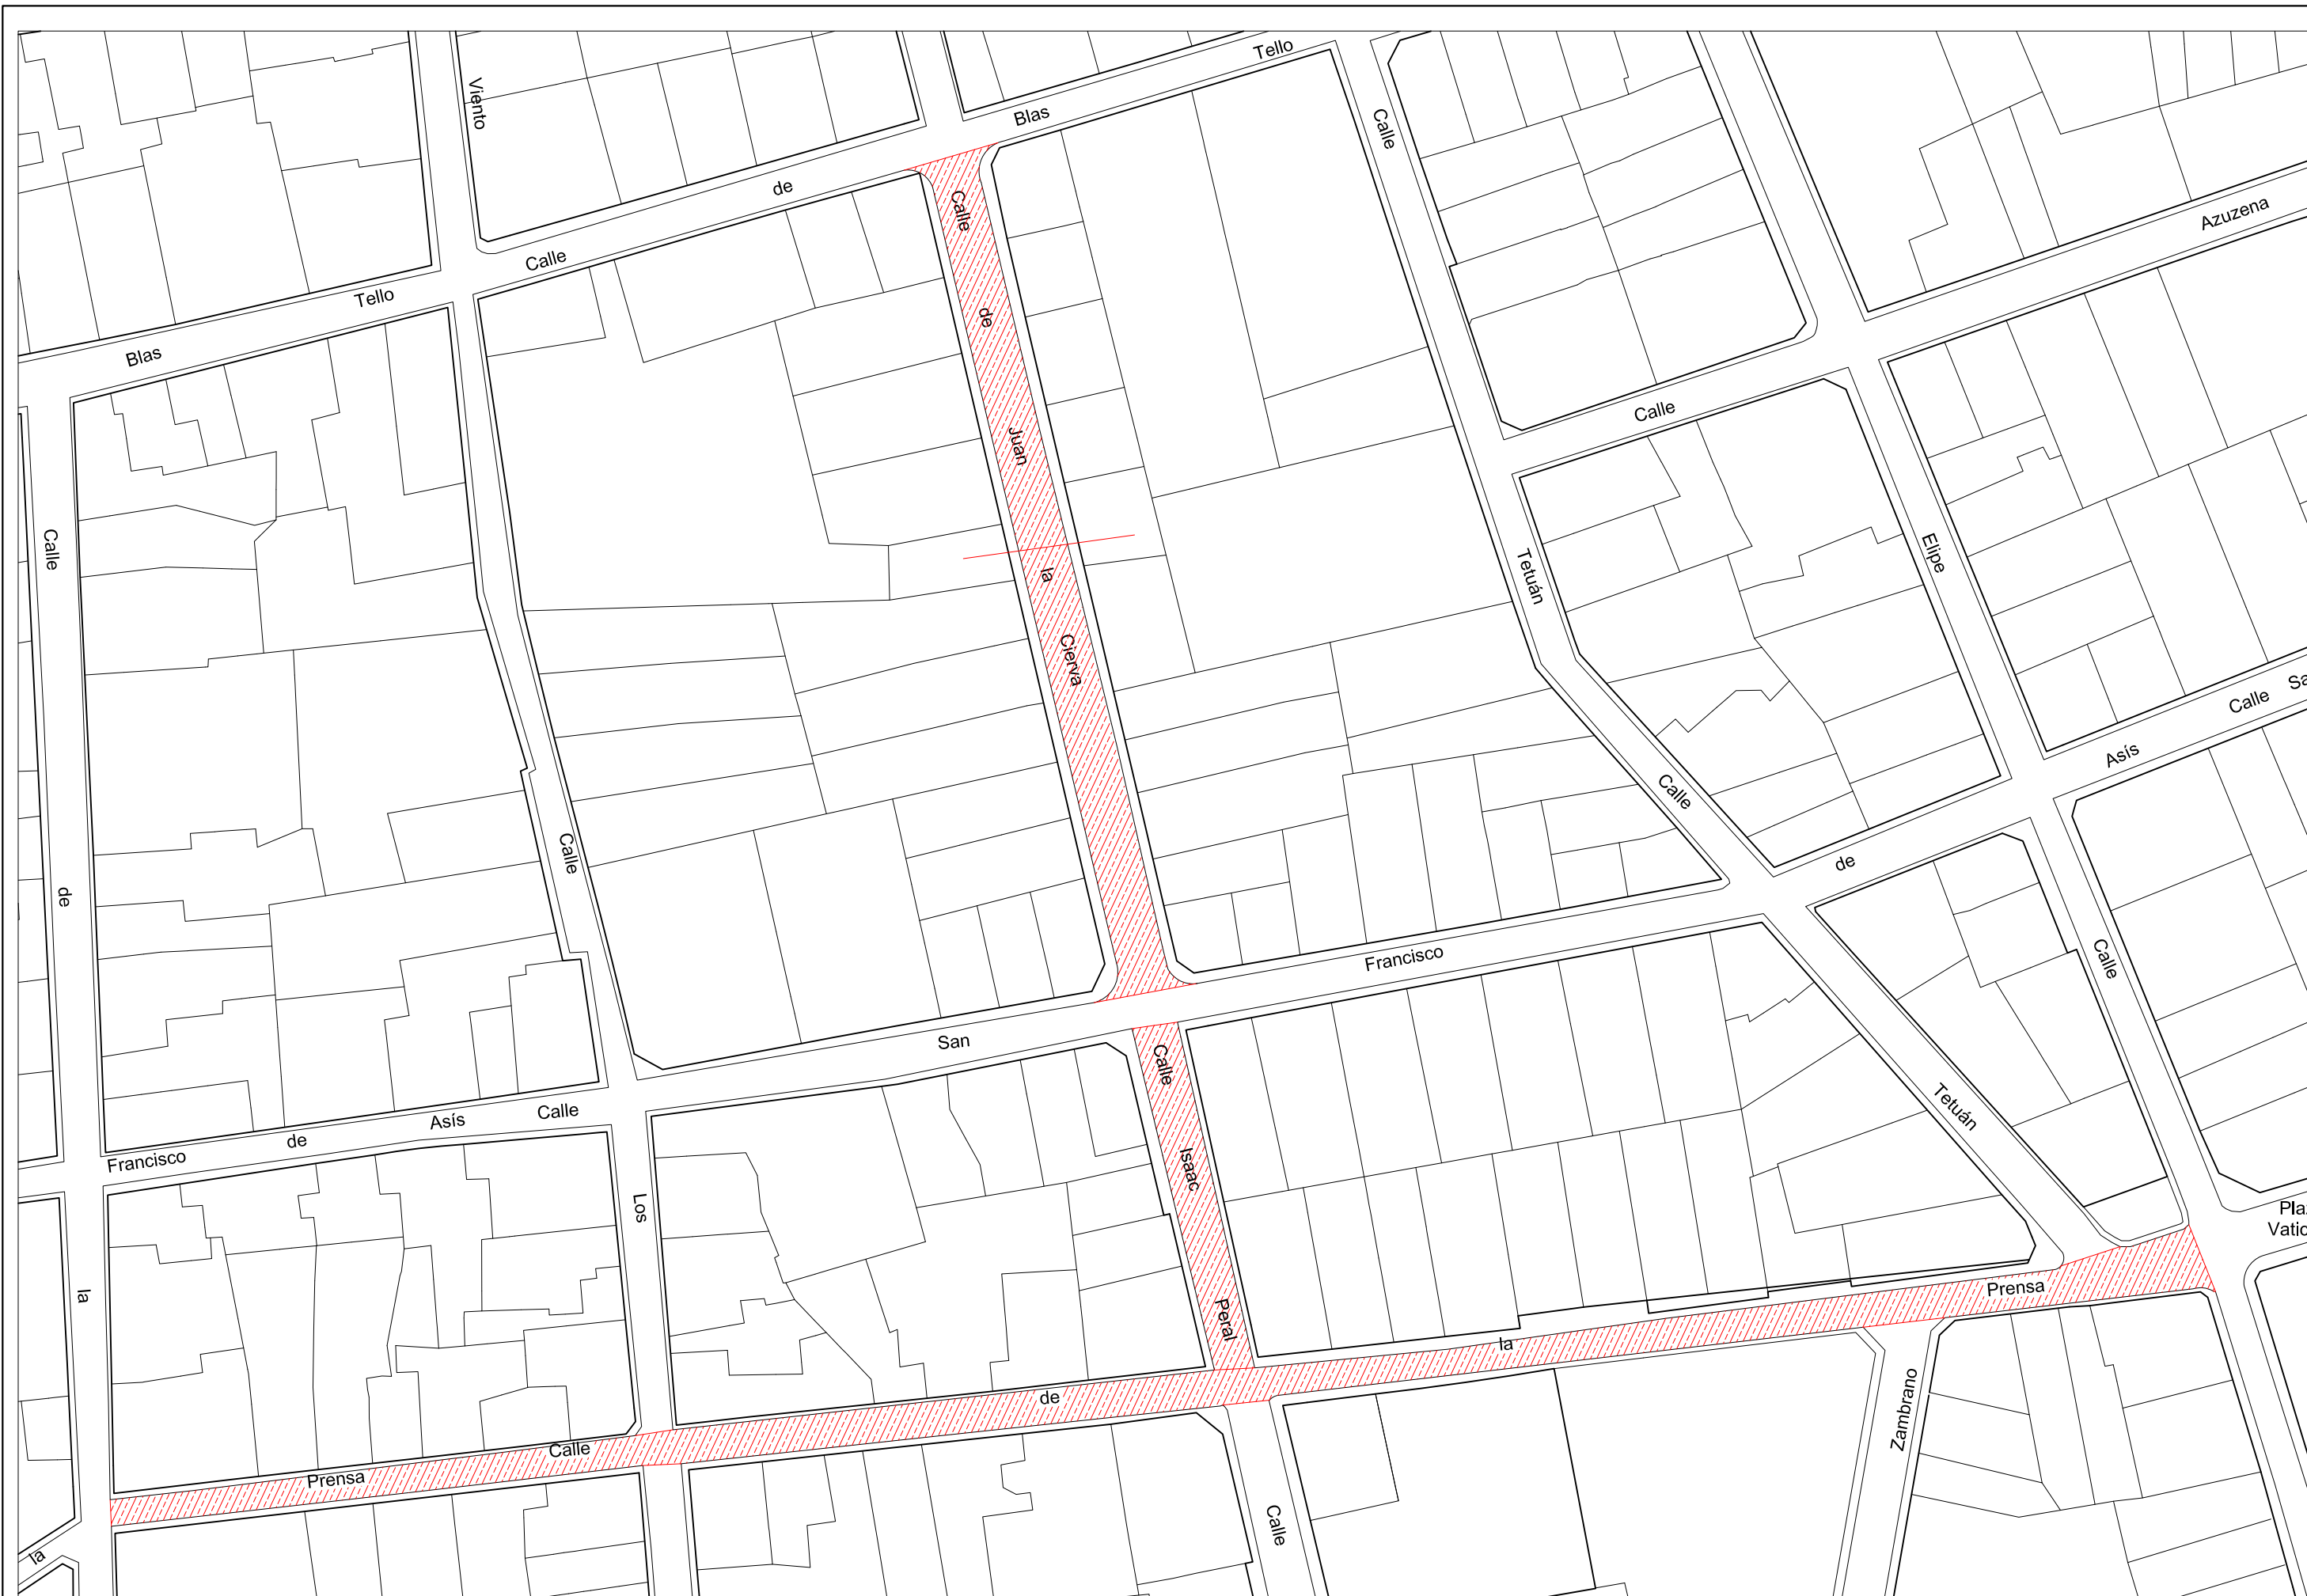 Tello
Blas
Viento
Calle
de
Calle
Azuzena
Calle
Tello
Blas
de
Calle
Juan
Calle
Tetuán
Elipe
la
Cierva
Calle Sa
Asís
Calle
Calle
de
de
Francisco
Calle
San
Calle
Calle
Asís
de
Francisco
Tetuán
Isaac
Los
Pla
Vatic
la
Prensa
Peral
la
de
Zambrano
Calle
Prensa
Calle
la